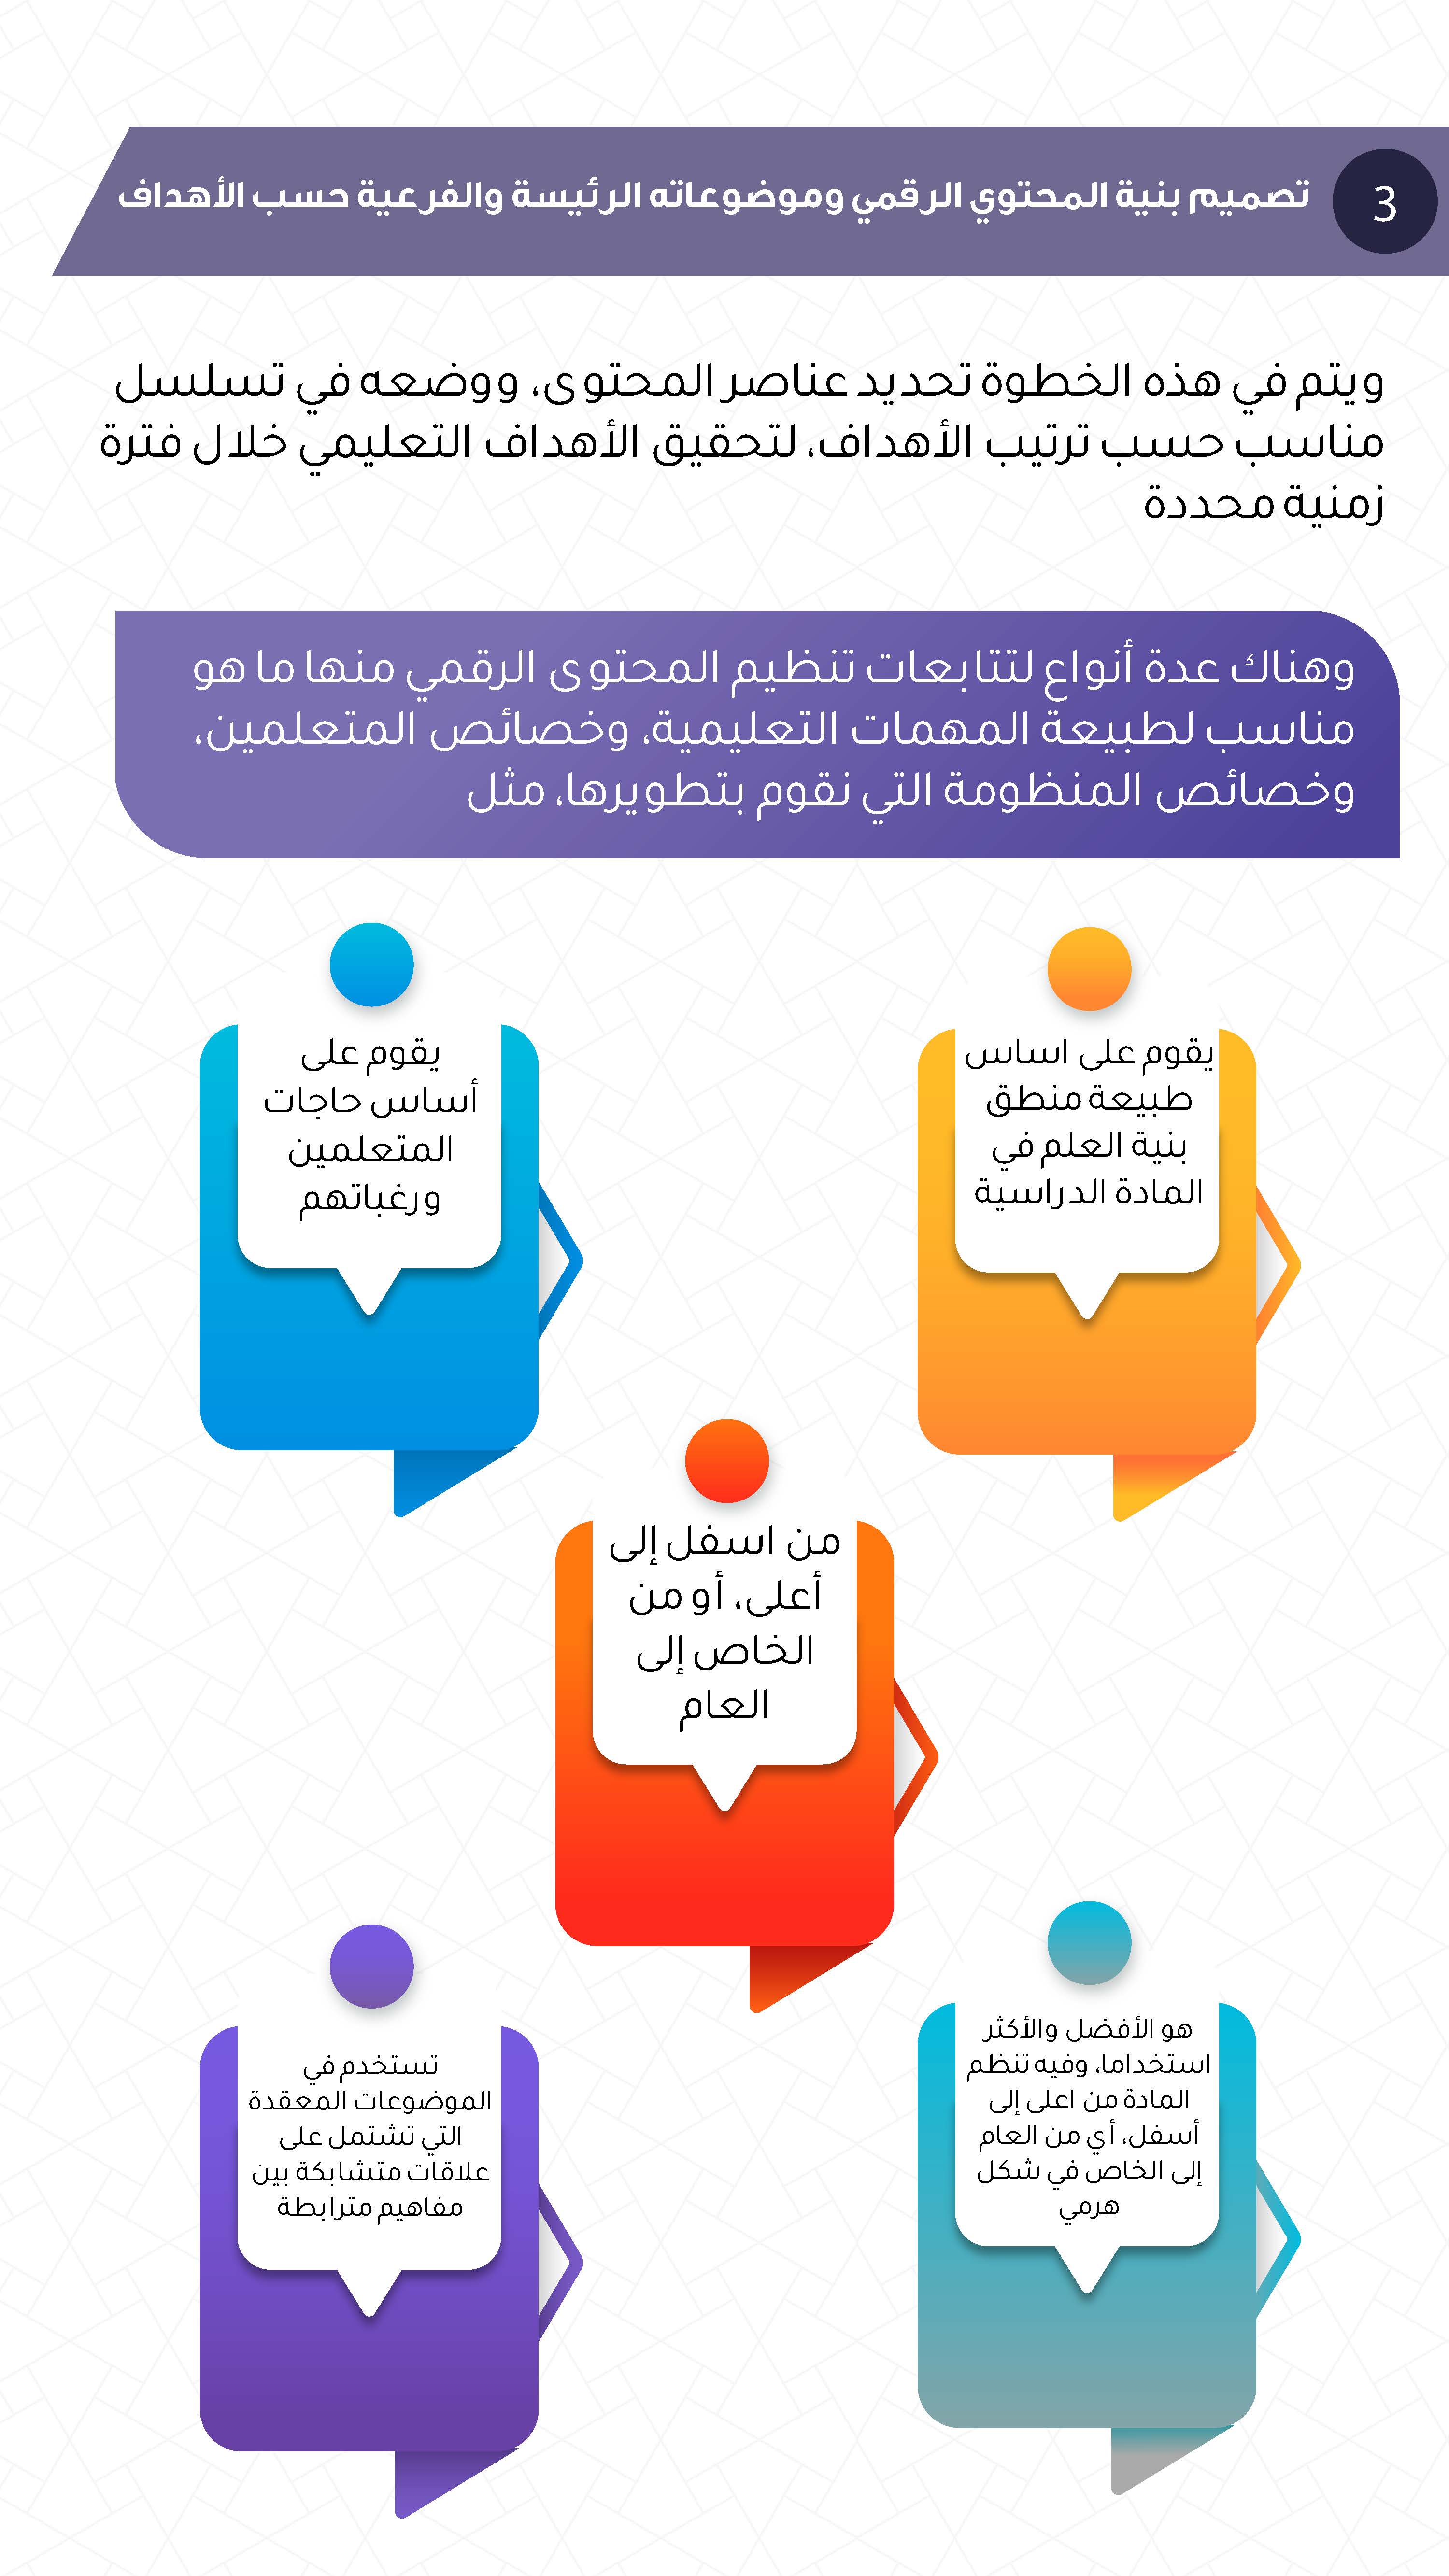 3
تصميم بنية المحتوي الرقمي وموضوعاته الرئيسة والفرعية حسب الأهداف
ويتم في هذه الخطوة تحديد عناصر المحتوى، ووضعه في تسلسل
مناسب حسب ترتيب الأهداف، لتحقيق الأهداف التعليمي خلال فترة
زمنية محددة
وهناك عدة أنواع لتتابعات تنظيم المحتوى الرقمي منها ما هو
مناسب لطبيعة المهمات التعليمية، وخصائص المتعلمين،
وخصائص المنظومة التي نقوم بتطويرها، مثل
يقوم على اساس
طبيعة منطق
بنية العلم في
المادة الدراسية
يقوم على
أساس حاجات
المتعلمين
ورغباتهم
من اسفل إلى
أعلى، أو من
الخاص إلى
العام
هو الأفضل والأكثر
استخداما، وفيه تنظم
المادة من اعلى إلى
أسفل، أي من العام
إلى الخاص في شكل
هرمي
تستخدم في
الموضوعات المعقدة
التي تشتمل على
علاقات متشابكة بين
مفاهيم مترابطة